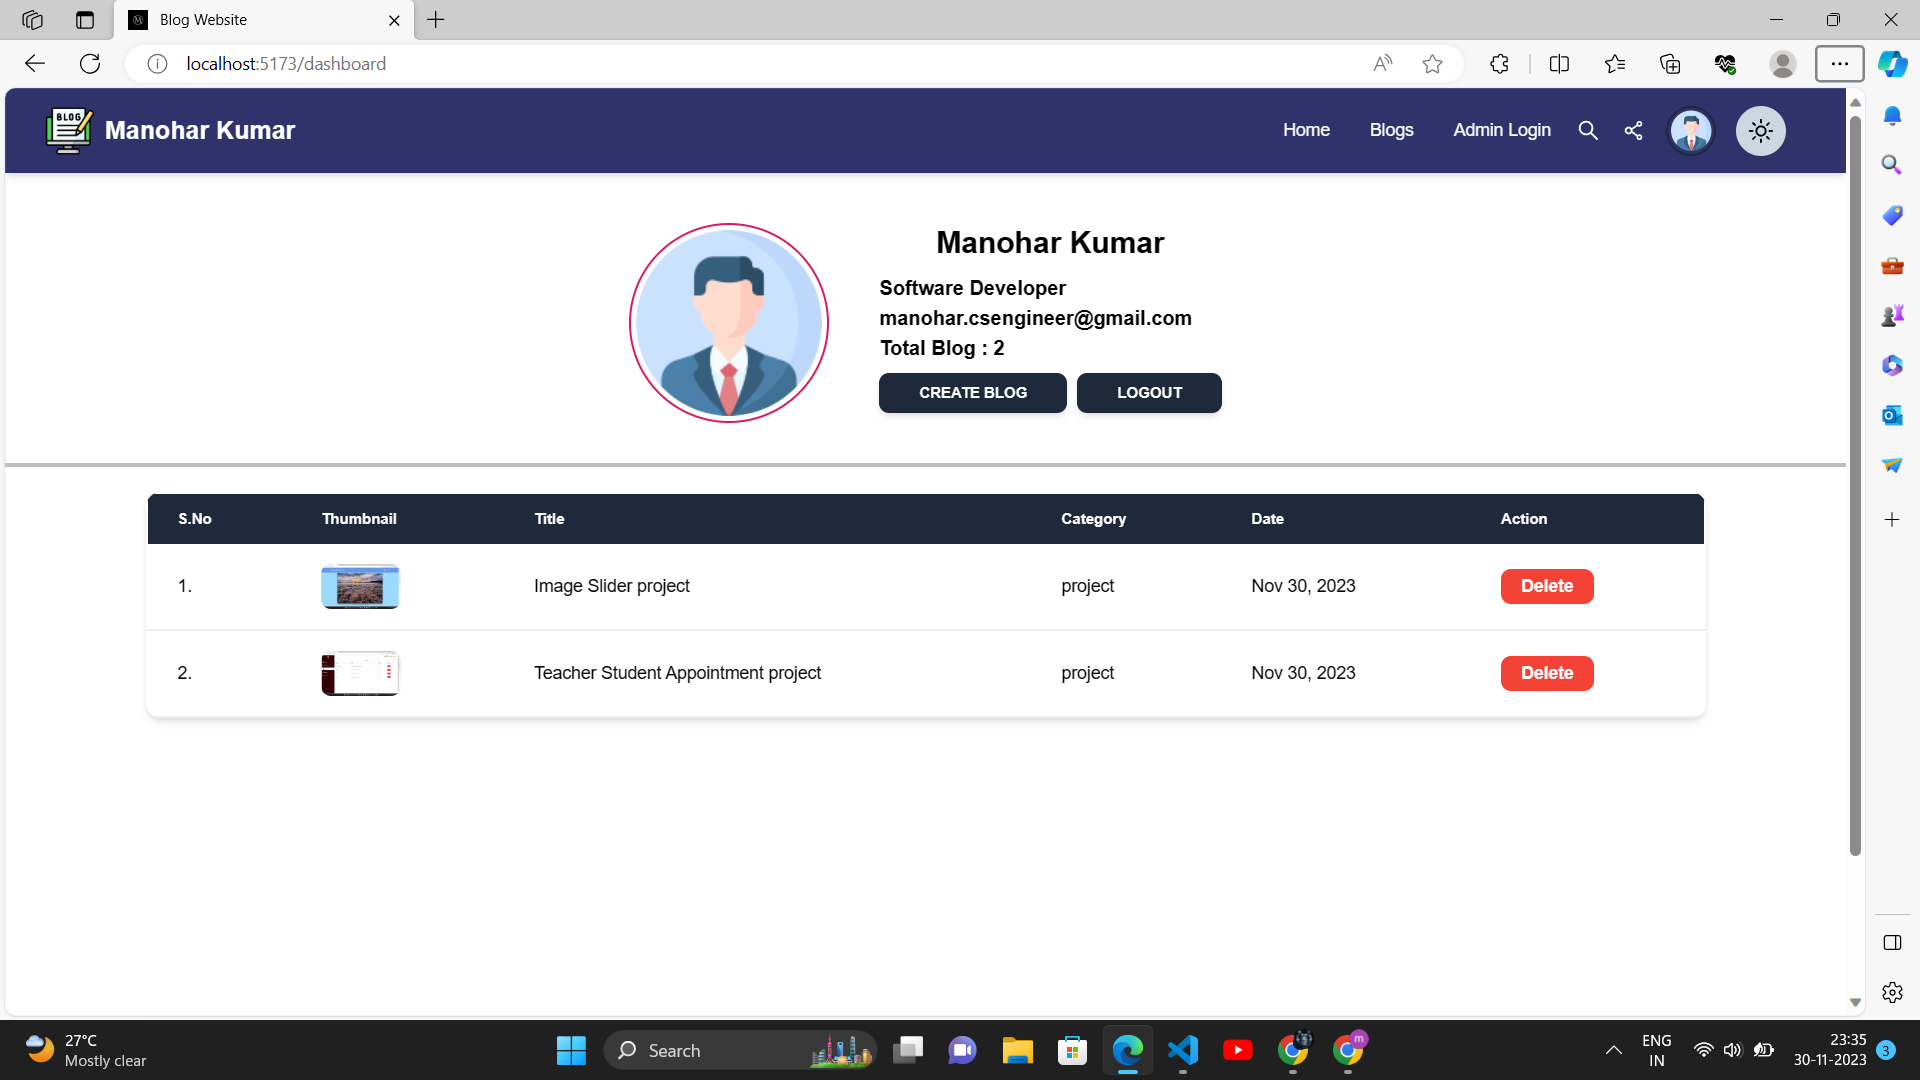 Blog Website
localhost:5173/dashboard
BLOG
Manohar Kumar
Home
Blogs
Admin Login
Manohar Kumar
Software Developer
manohar.csengineer@gmail.com
Total Blog : 2
CREATE BLOG
LOGOUT
S.No Thumbnail Title Category Date Action
1. Image Slider project project Nov 30, 2023 Delete
2. Teacher Student Appointment project project Nov 30, 2023 Delete
27°C
Mostly clear
Search
m
ENG
IN
23:35
30-11-2023
3